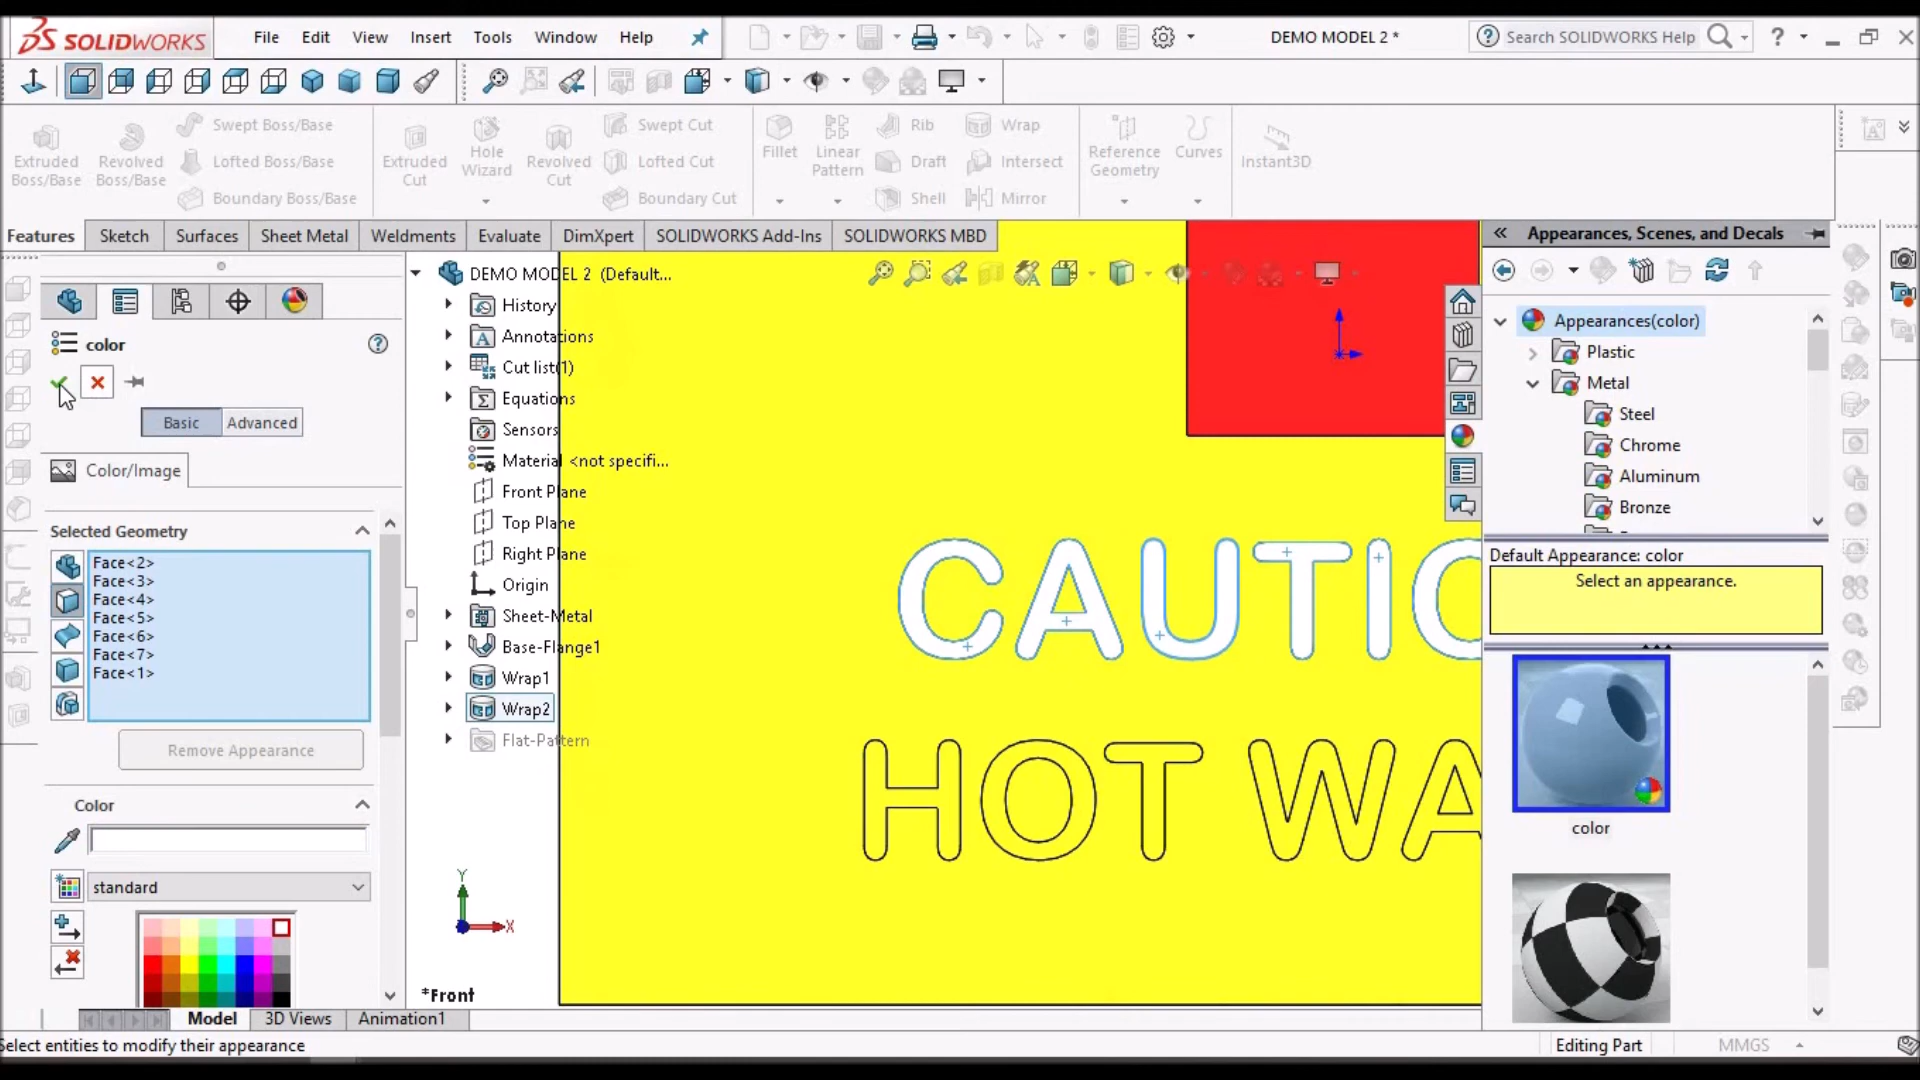 SOLIDWORKS
File Edit View Insert Tools Window Help
DEMO MODEL 2 *
Search SOLIDWORKS Help
Extruded Boss/Base
Revolved Boss/Base
Swept Boss/Base
Lofted Boss/Base
Boundary Boss/Base
Extruded Cut
Hole Wizard
Revolved Cut
Swept Cut
Lofted Cut
Boundary Cut
Fillet
Linear Pattern
Rib
Draft
Shell
Wrap
Intersect
Mirror
Reference Geometry
Curves
Instant3D
Features Sketch Surfaces Sheet Metal Weldments Evaluate DimXpert SOLIDWORKS Add-Ins SOLIDWORKS MBD
color
Basic Advanced
Color/Image
Selected Geometry
Face<2>
Face<3>
Face<4>
Face<5>
Face<6>
Face<7>
Face<1>
Remove Appearance
Color
standard
DEMO MODEL 2 (Default...
History
Annotations
Cut list(1)
Equations
Sensors
Material <not specifi...
Front Plane
Top Plane
Right Plane
Origin
Sheet-Metal
Base-Flange1
Wrap1
Wrap2
Flat-Pattern
CAUTIO
HOT WA
Y
X
*Front
Appearances, Scenes, and Decals
Appearances(color)
Plastic
Metal
Steel
Chrome
Aluminum
Bronze
Default Appearance: color
Select an appearance.
color
Model 3D Views Animation1
Select entities to modify their appearance
Editing Part
MMGS